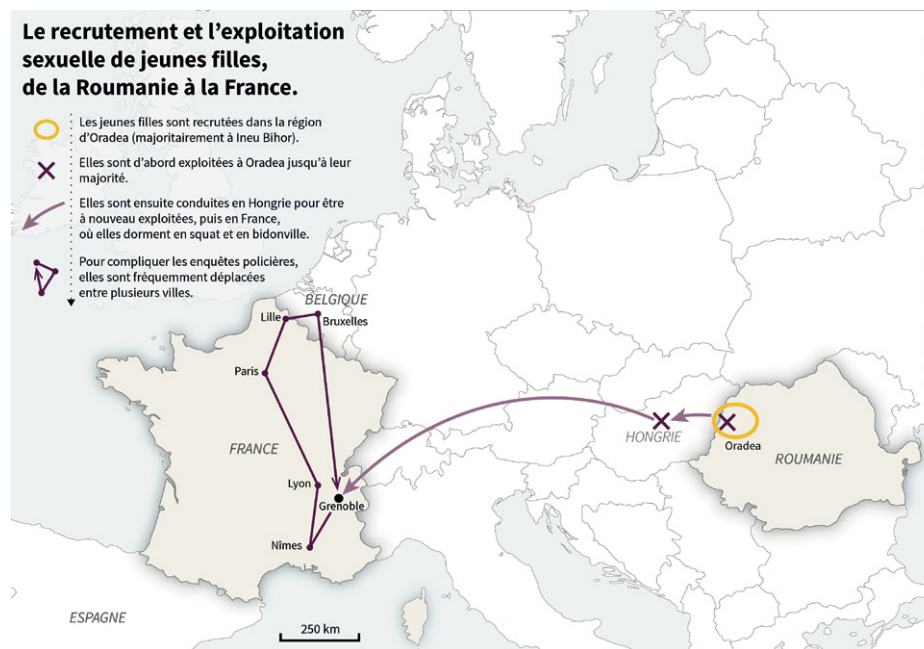 Le recrutement et l’exploitation
sexuelle de jeunes filles,
de la Roumanie à la France.
Les jeunes filles sont recrutées dans la région
d’Oradea (majoritairement à Ineu Bihor).
Elles sont d’abord exploitées à Oradea jusqu’à leur
majorité.
Elles sont ensuite conduites en Hongrie pour être
à nouveau exploitées, puis en France,
où elles dorment en squat et en bidonville.
Pour compliquer les enquêtes policières,
elles sont fréquemment déplacées
entre plusieurs villes.
BELGIQUE
Lille
Bruxelles
Paris
HONGRIE
Oradea
FRANCE
ROUMANIE
Lyon
Grenoble
Nîmes
ESPAGNE
250 km